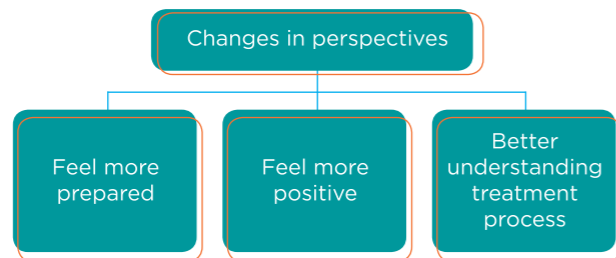 Changes in perspectives
Feel more
prepared
Feel more
positive
Better
understanding
treatment
process